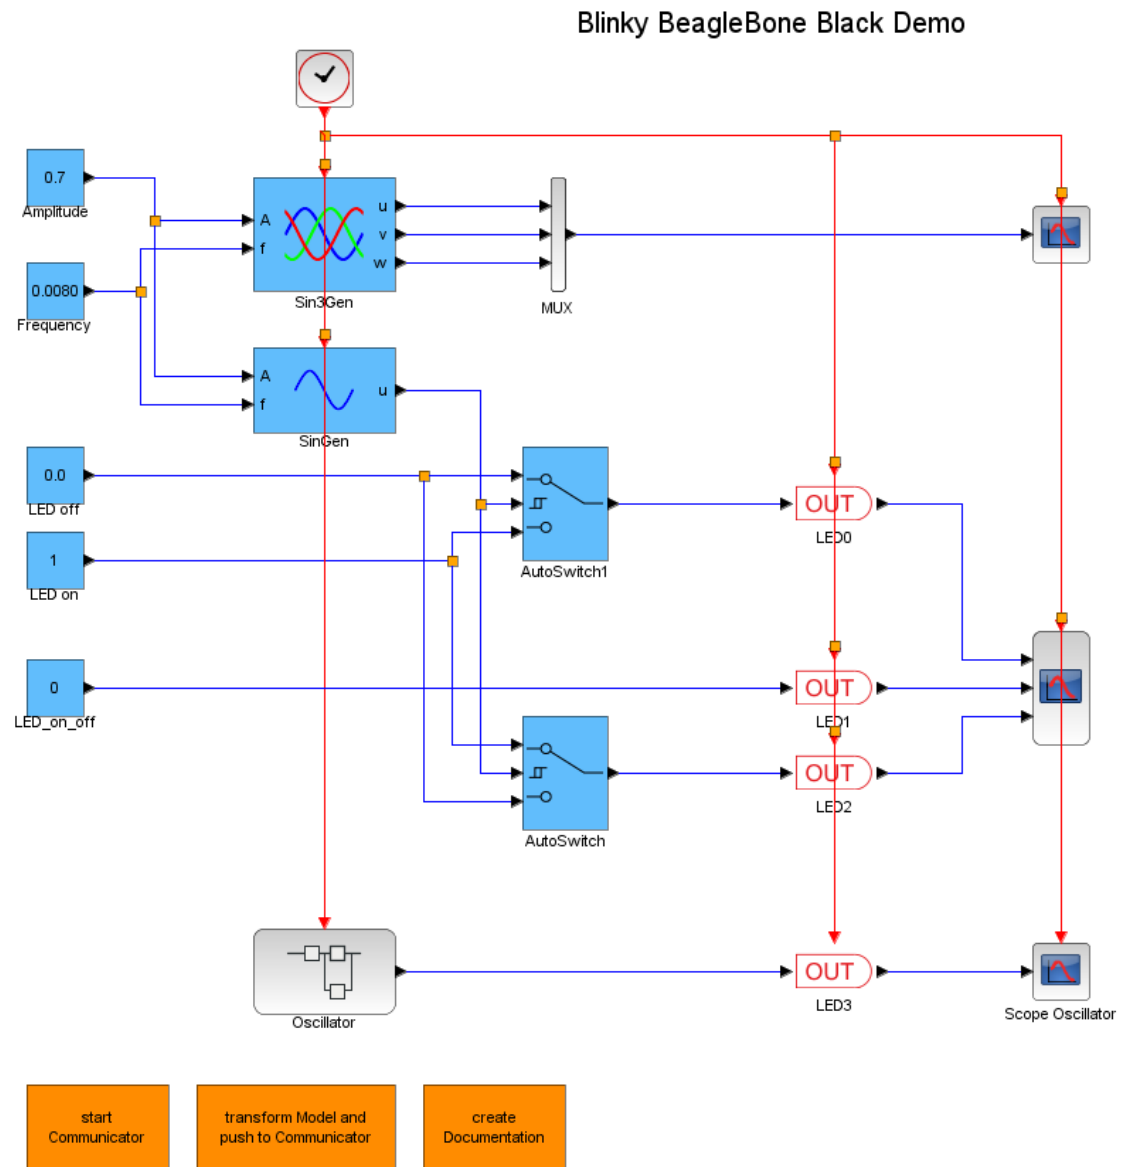 Blinky BeagleBone Black Demo
0.7
Amplitude
A
f
u
v
w
Sin3Gen
MUX
0.0080
Frequency
A
f
u
SinGen
0.0
LED off
1
LED on
AutoSwitch1
OUT
LED0
0
LED_on_off
OUT
LED1
AutoSwitch
OUT
LED2
Oscillator
OUT
LED3
Scope Oscillator
start
Communicator
transform Model and
push to Communicator
create
Documentation